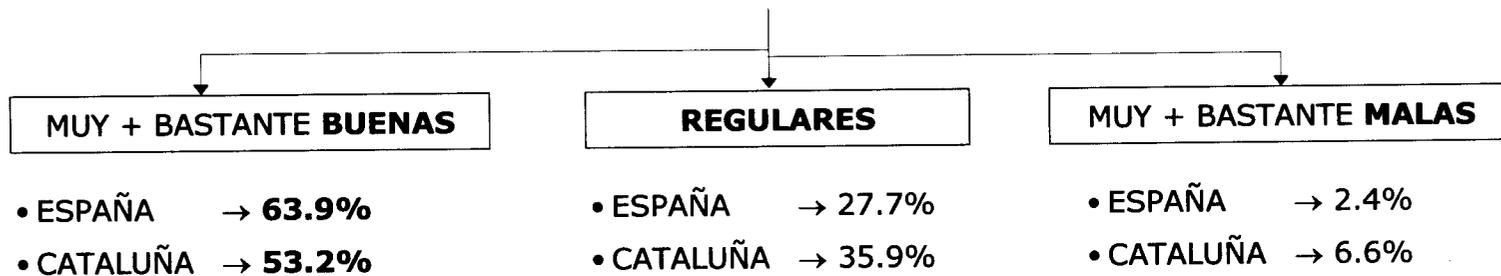 MUY + BASTANTE BUENAS
• ESPAÑA → 63.9%
• CATALUÑA → 53.2%
REGULARES
• ESPAÑA → 27.7%
• CATALUÑA → 35.9%
MUY + BASTANTE MALAS
• ESPAÑA → 2.4%
• CATALUÑA → 6.6%